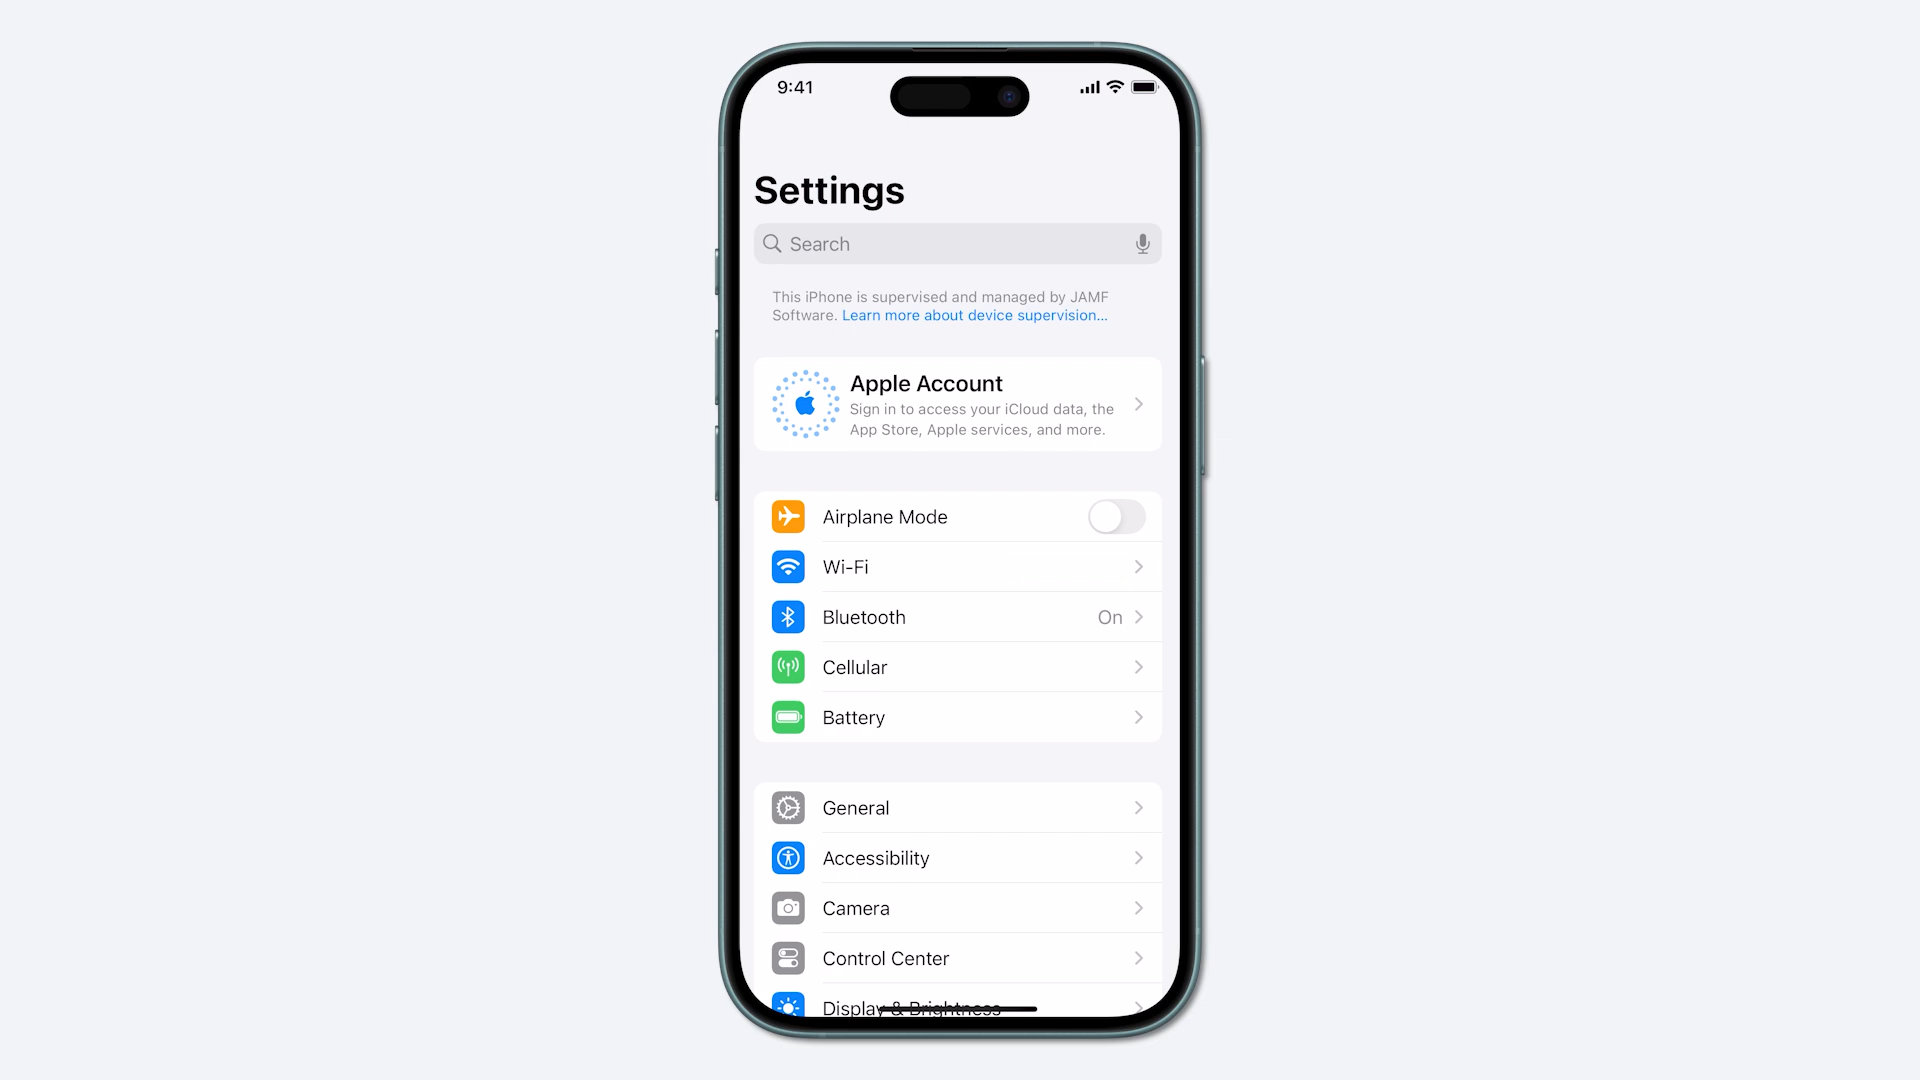 9:41
Settings
Search
This iPhone is supervised and managed by JAMF
Software. Learn more about device supervision...
Apple Account
Sign in to access your iCloud data, the
App Store, Apple services, and more.
Airplane Mode
Wi-Fi
Bluetooth On
Cellular
Battery
General
Accessibility
Camera
Control Center
Display & Brightness